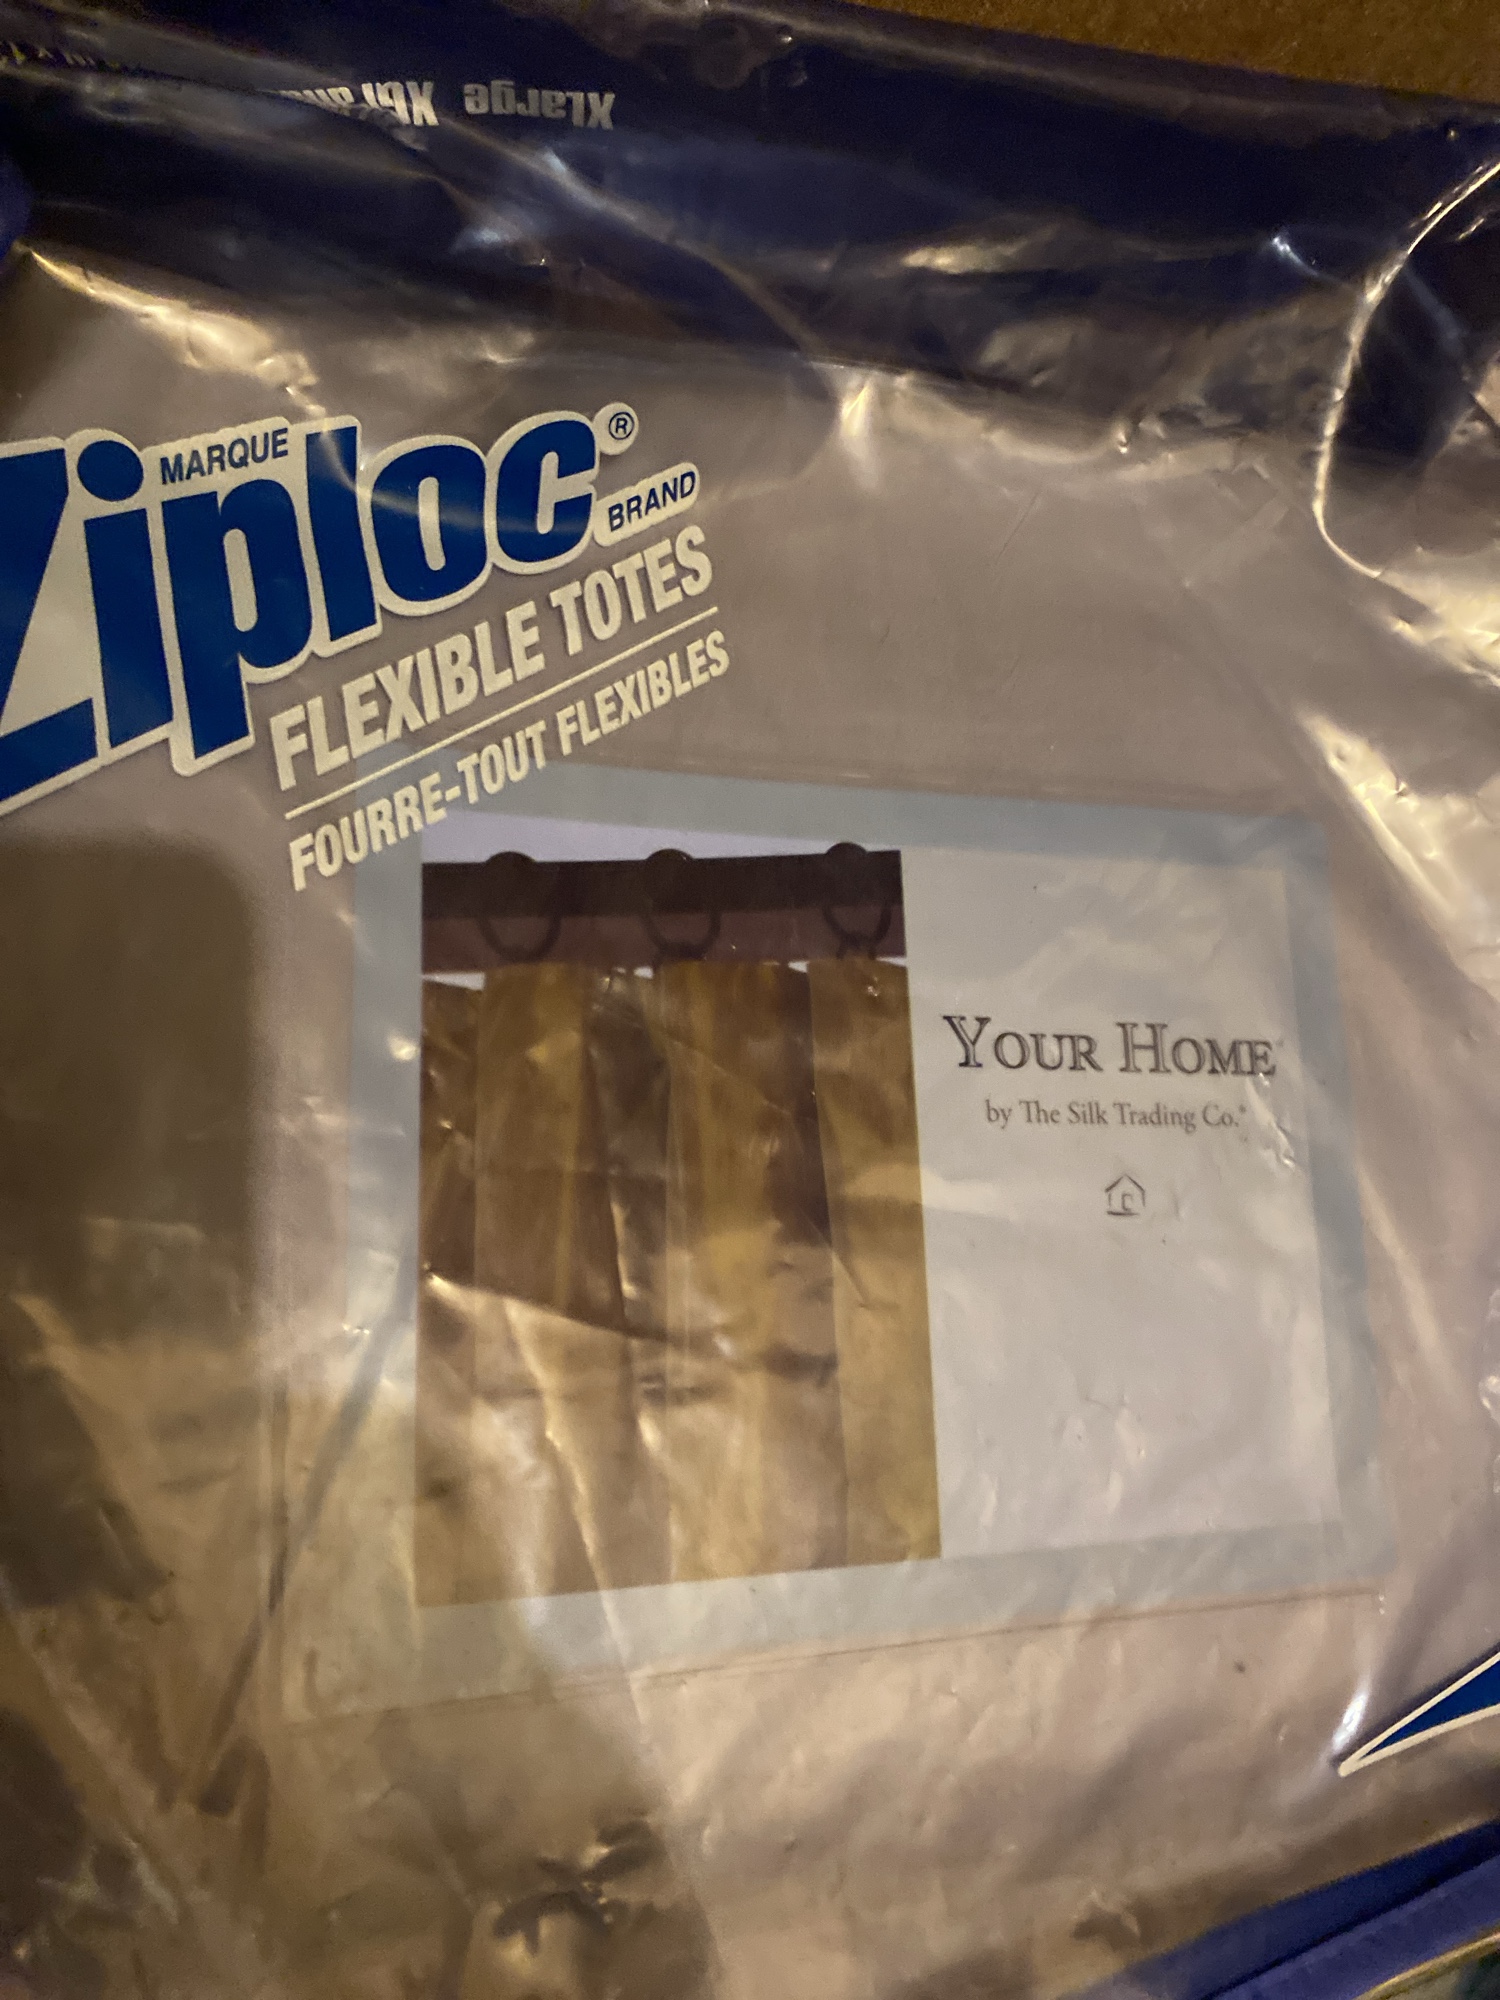 XLarge
Ziploc®
MARQUE
BRAND
FLEXIBLE TOTES
FOURRE-TOUT FLEXIBLES
YOUR HOME
by The Silk Trading Co.®